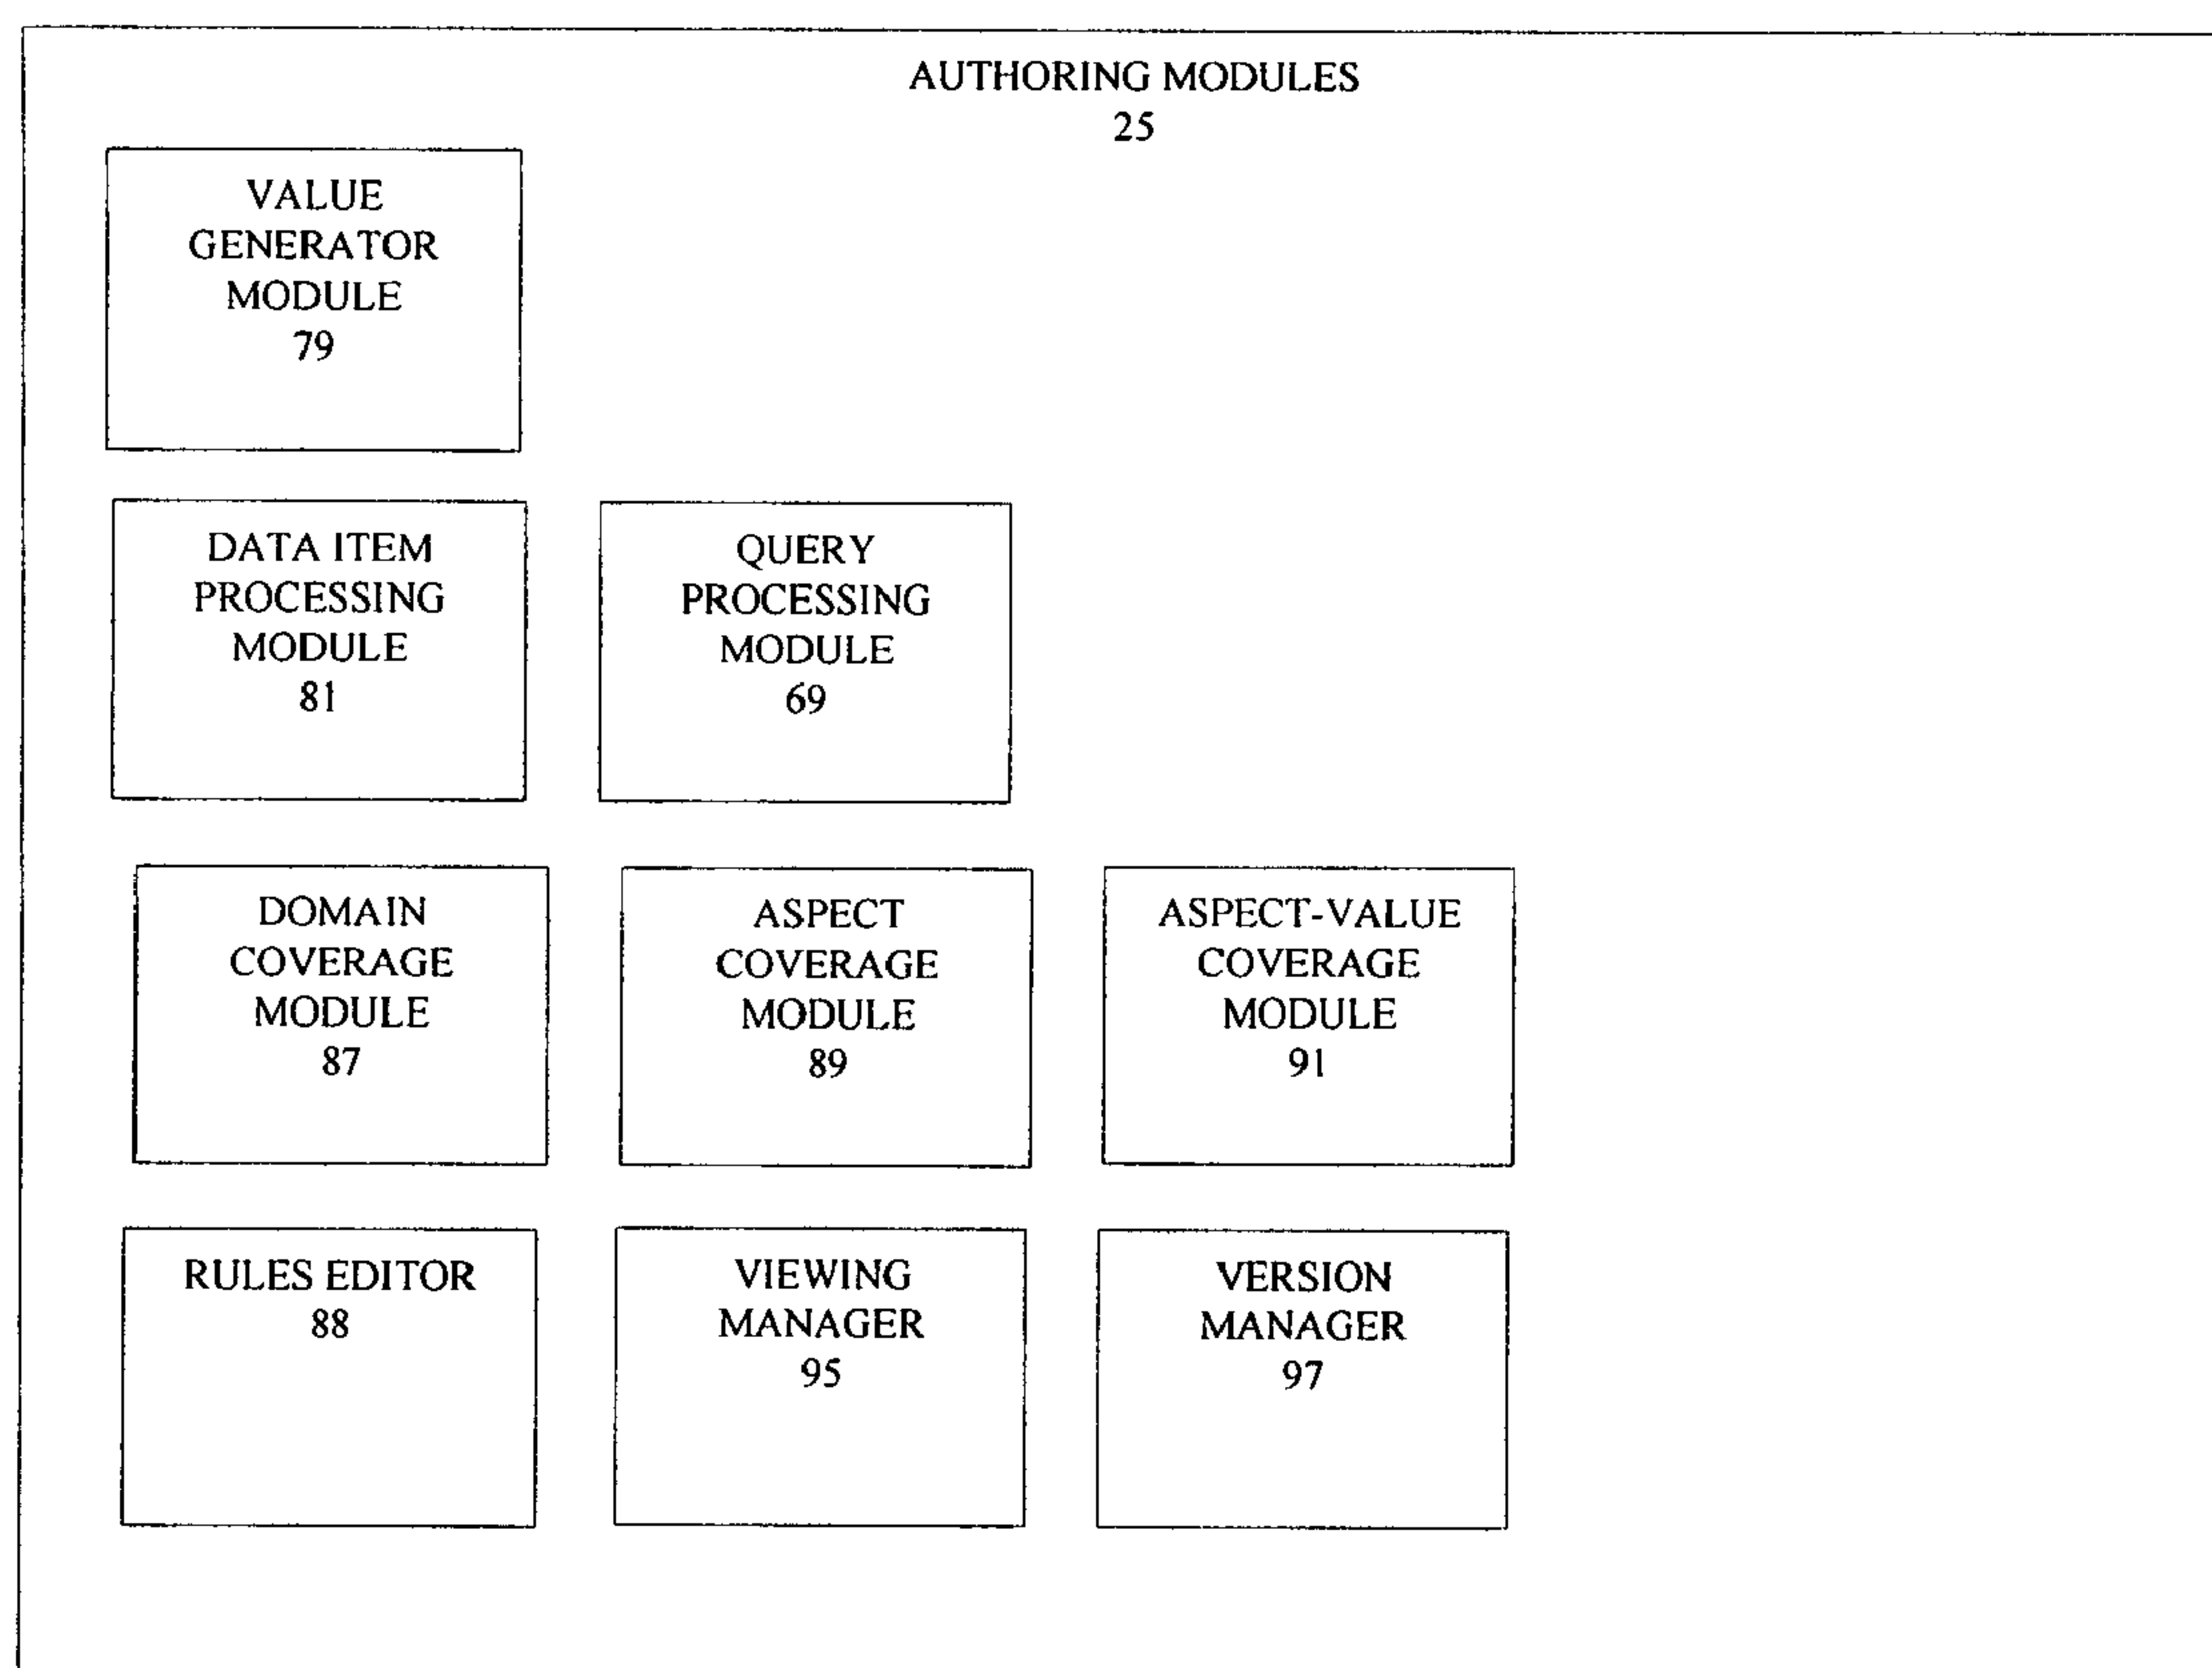 AUTHORING MODULES
25
VALUE
GENERATOR
MODULE
79
DATA ITEM
PROCESSING
MODULE
81
QUERY
PROCESSING
MODULE
69
DOMAIN
COVERAGE
MODULE
87
ASPECT
COVERAGE
MODULE
89
ASPECT-VALUE
COVERAGE
MODULE
91
RULES EDITOR
88
VIEWING
MANAGER
95
VERSION
MANAGER
97